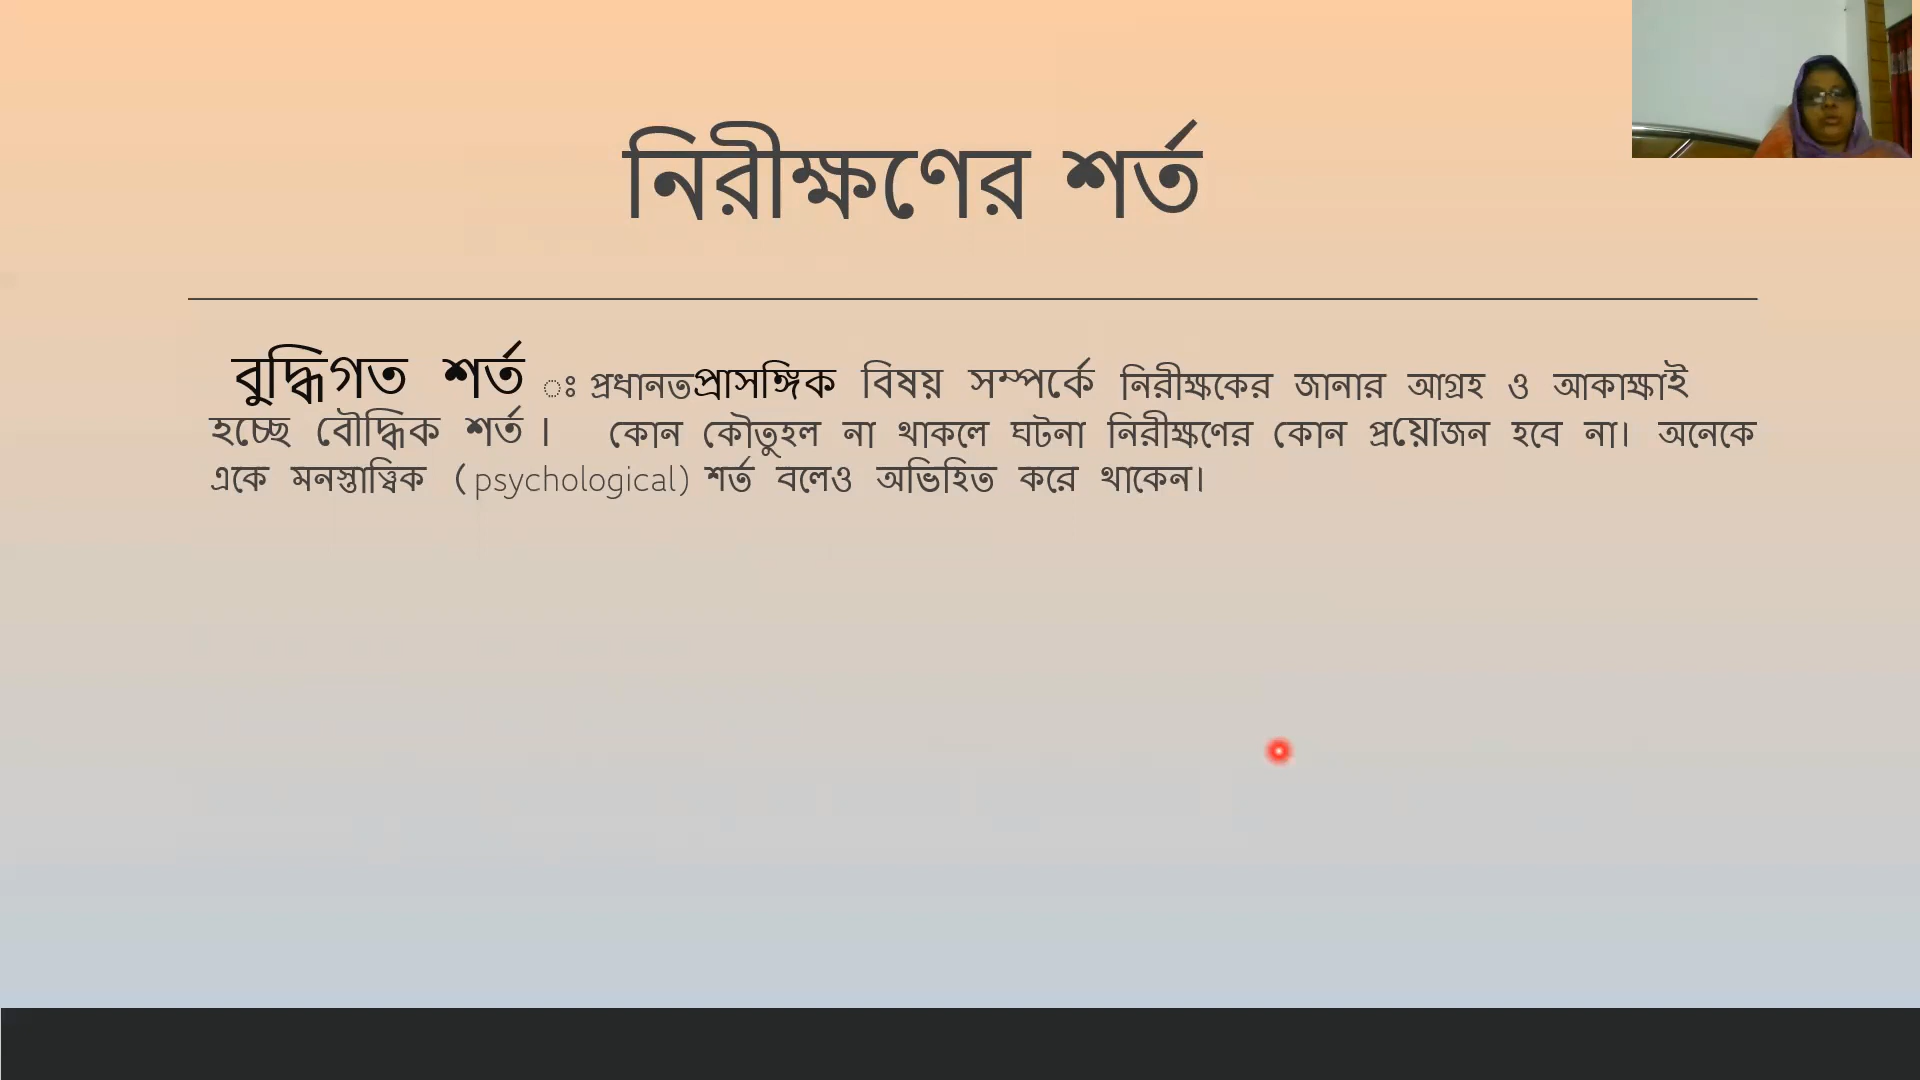 নিরীক্ষণের শর্ত
বুদ্ধিগত শর্ত ঃ প্রধানতপ্রাসঙ্গিক বিষয় সম্পর্কে নিরীক্ষকের জানার আগ্রহ ও আকাক্ষাই
হচ্ছে বৌদ্ধিক শর্ত । কোন কৌতুহল না থাকলে ঘটনা নিরীক্ষণের কোন প্রয়োজন হবে না। অনেকে
একে মনস্তাত্ত্বিক (psychological) শর্ত বলেও অভিহিত করে থাকেন।